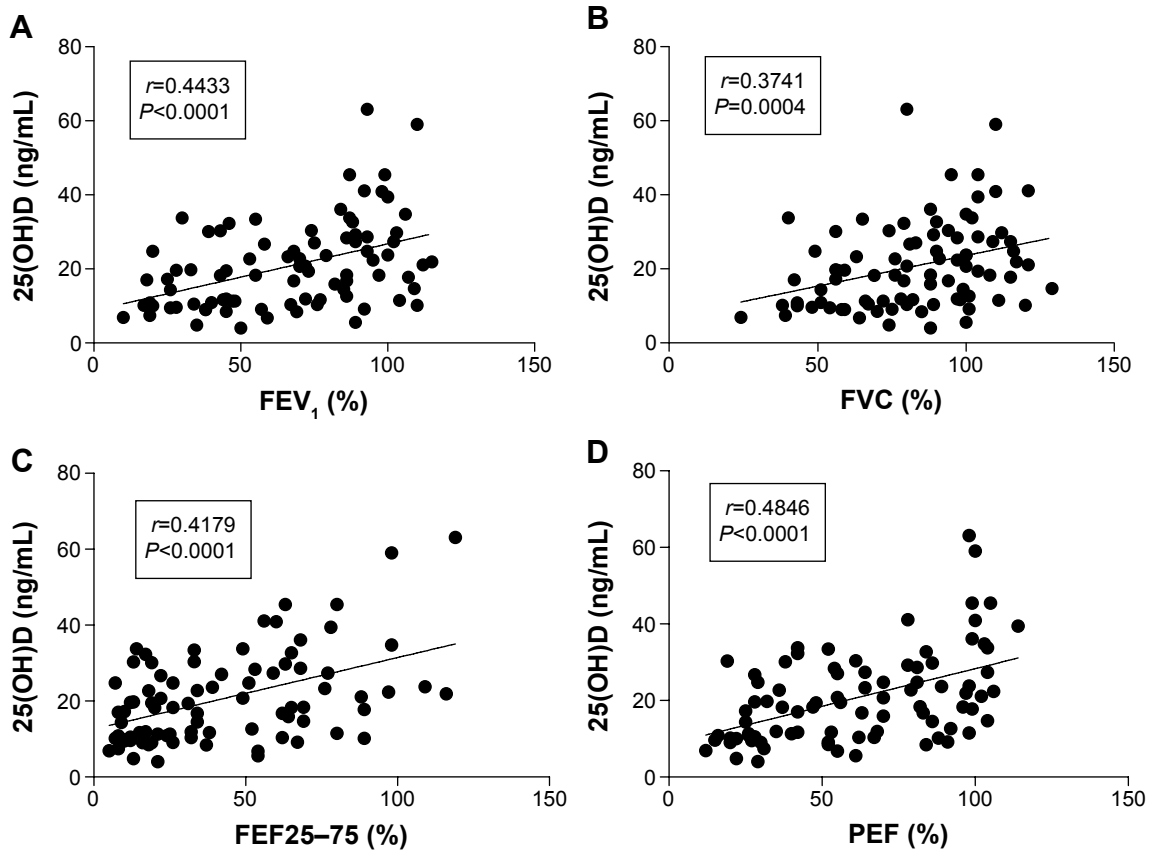 A
80
60
40
20
0
25(OH)D (ng/mL)
r=0.4433
P<0.0001
0
50
100
150
FEV₁ (%)
B
80
60
40
20
0
25(OH)D (ng/mL)
r=0.3741
P=0.0004
0
50
100
150
FVC (%)
C
80
60
40
20
0
25(OH)D (ng/mL)
r=0.4179
P<0.0001
0
50
100
150
FEF25–75 (%)
D
80
60
40
20
0
25(OH)D (ng/mL)
r=0.4846
P<0.0001
0
50
100
150
PEF (%)